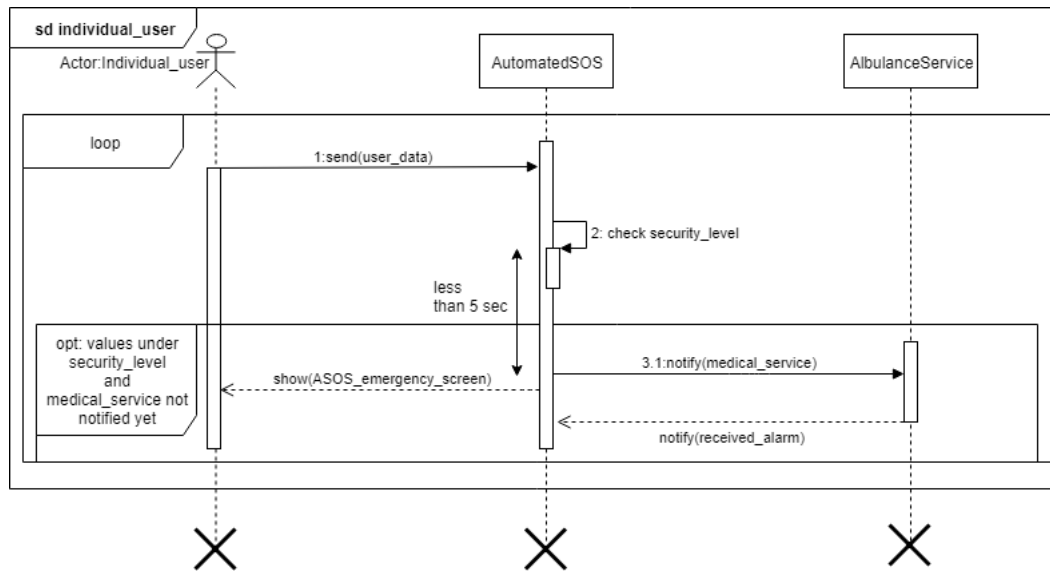 sd individual_user
Actor:Individual_user
AutomatedSOS
AlbulanceService
loop
1:send(user_data)
2: check security_level
less
than 5 sec
opt: values under
security_level
and
medical_service not
notified yet
3.1:notify(medical_service)
show(ASOS_emergency_screen)
notify(received_alarm)